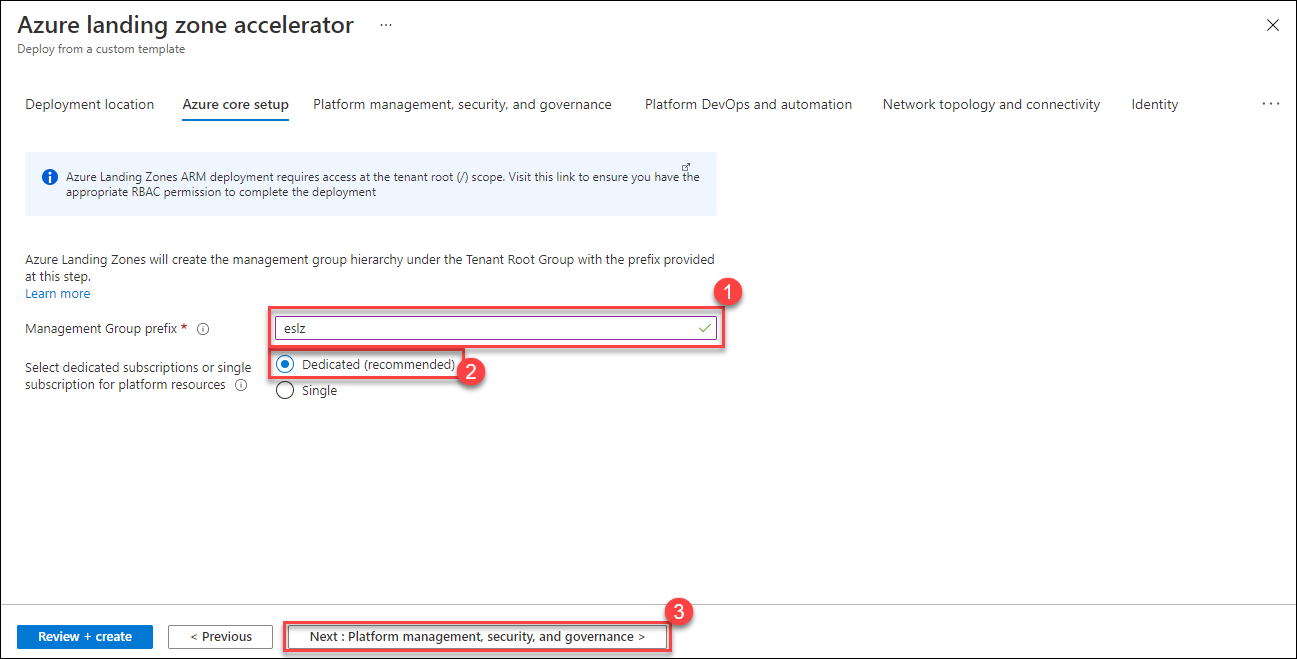 Azure landing zone accelerator ...
Deploy from a custom template
Deployment location Azure core setup Platform management, security, and governance Platform DevOps and automation Network topology and connectivity Identity ...
Azure Landing Zones ARM deployment requires access at the tenant root (/) scope. Visit this link to ensure you have the
appropriate RBAC permission to complete the deployment
Azure Landing Zones will create the management group hierarchy under the Tenant Root Group with the prefix provided
at this step.
Learn more
1
Management Group prefix * eslz
Select dedicated subscriptions or single
subscription for platform resources
Dedicated (recommended)
2
Single
3
Review + create < Previous Next : Platform management, security, and governance >